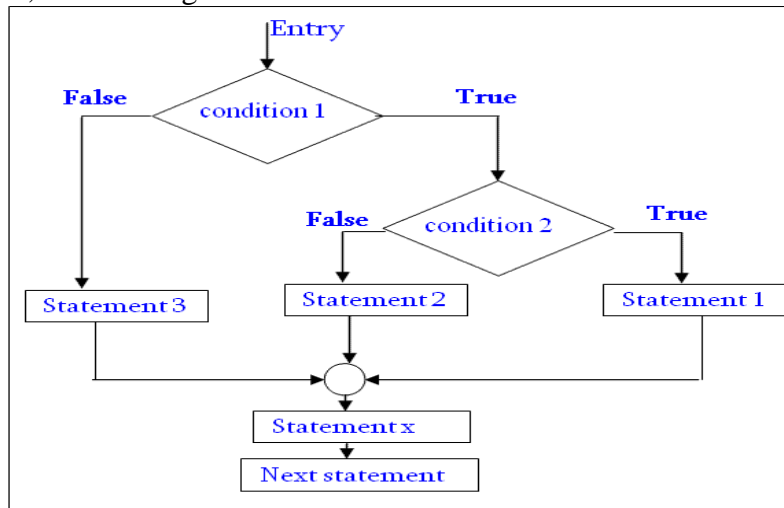 Entry
False
True
condition 1
False
True
condition 2
Statement 3
Statement 2
Statement 1
Statement x
Next statement